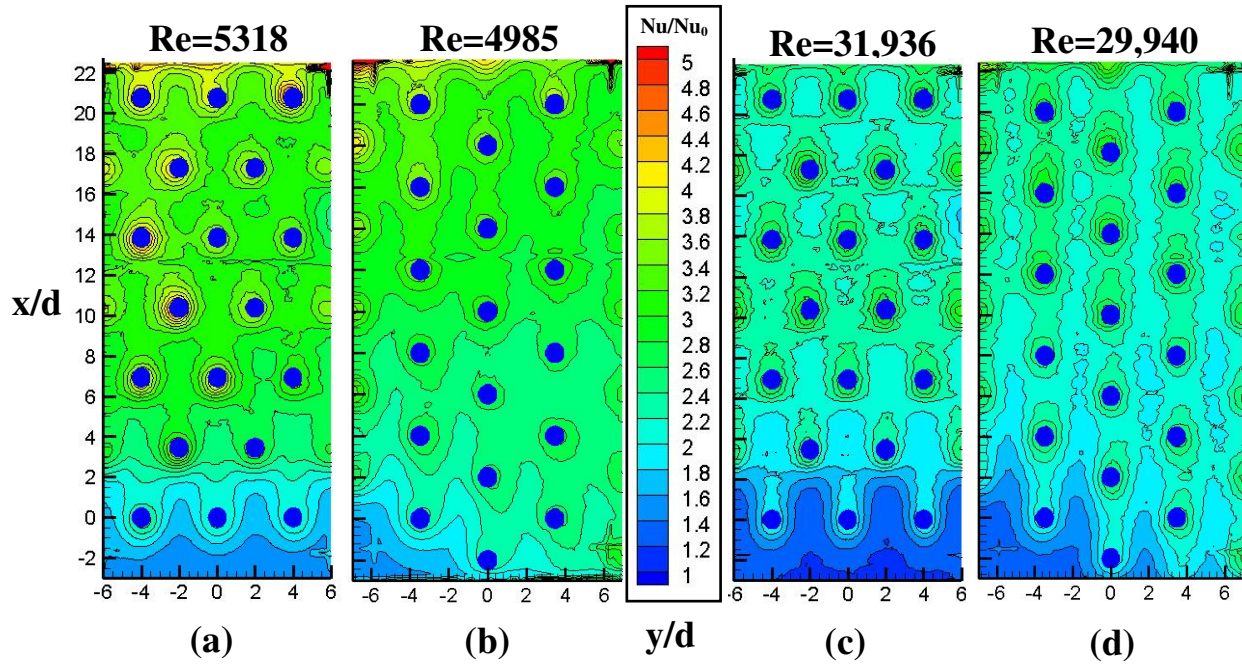 Re=5318
Re=4985
Nu/Nu₀
Re=31,936
Re=29,940
5
4.8
4.6
4.4
4.2
4
3.8
3.6
3.4
3.2
3
2.8
2.6
2.4
2.2
2
1.8
1.6
1.4
1.2
1
22
20
18
16
14
12
10
8
6
4
2
0
-2
x/d
-6 -4 -2 0 2 4 6
-6 -4 -2 0 2 4 6
-6 -4 -2 0 2 4 6
-6 -4 -2 0 2 4 6
(a)
(b)
y/d
(c)
(d)